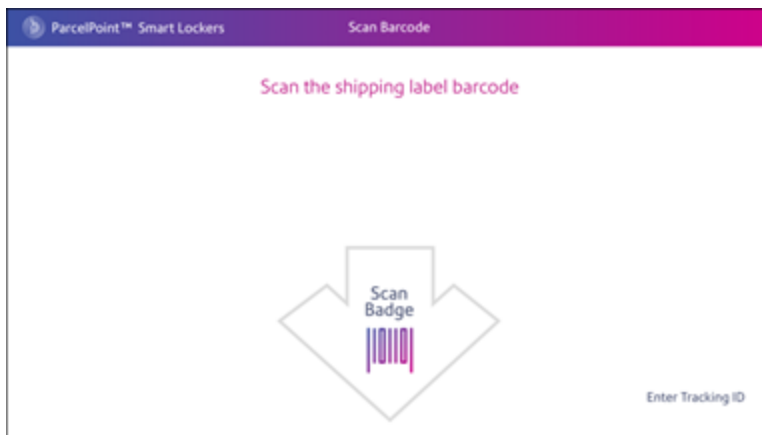 ParcelPoint™ Smart Lockers
Scan Barcode
Scan the shipping label barcode
Scan
Badge
Enter Tracking ID